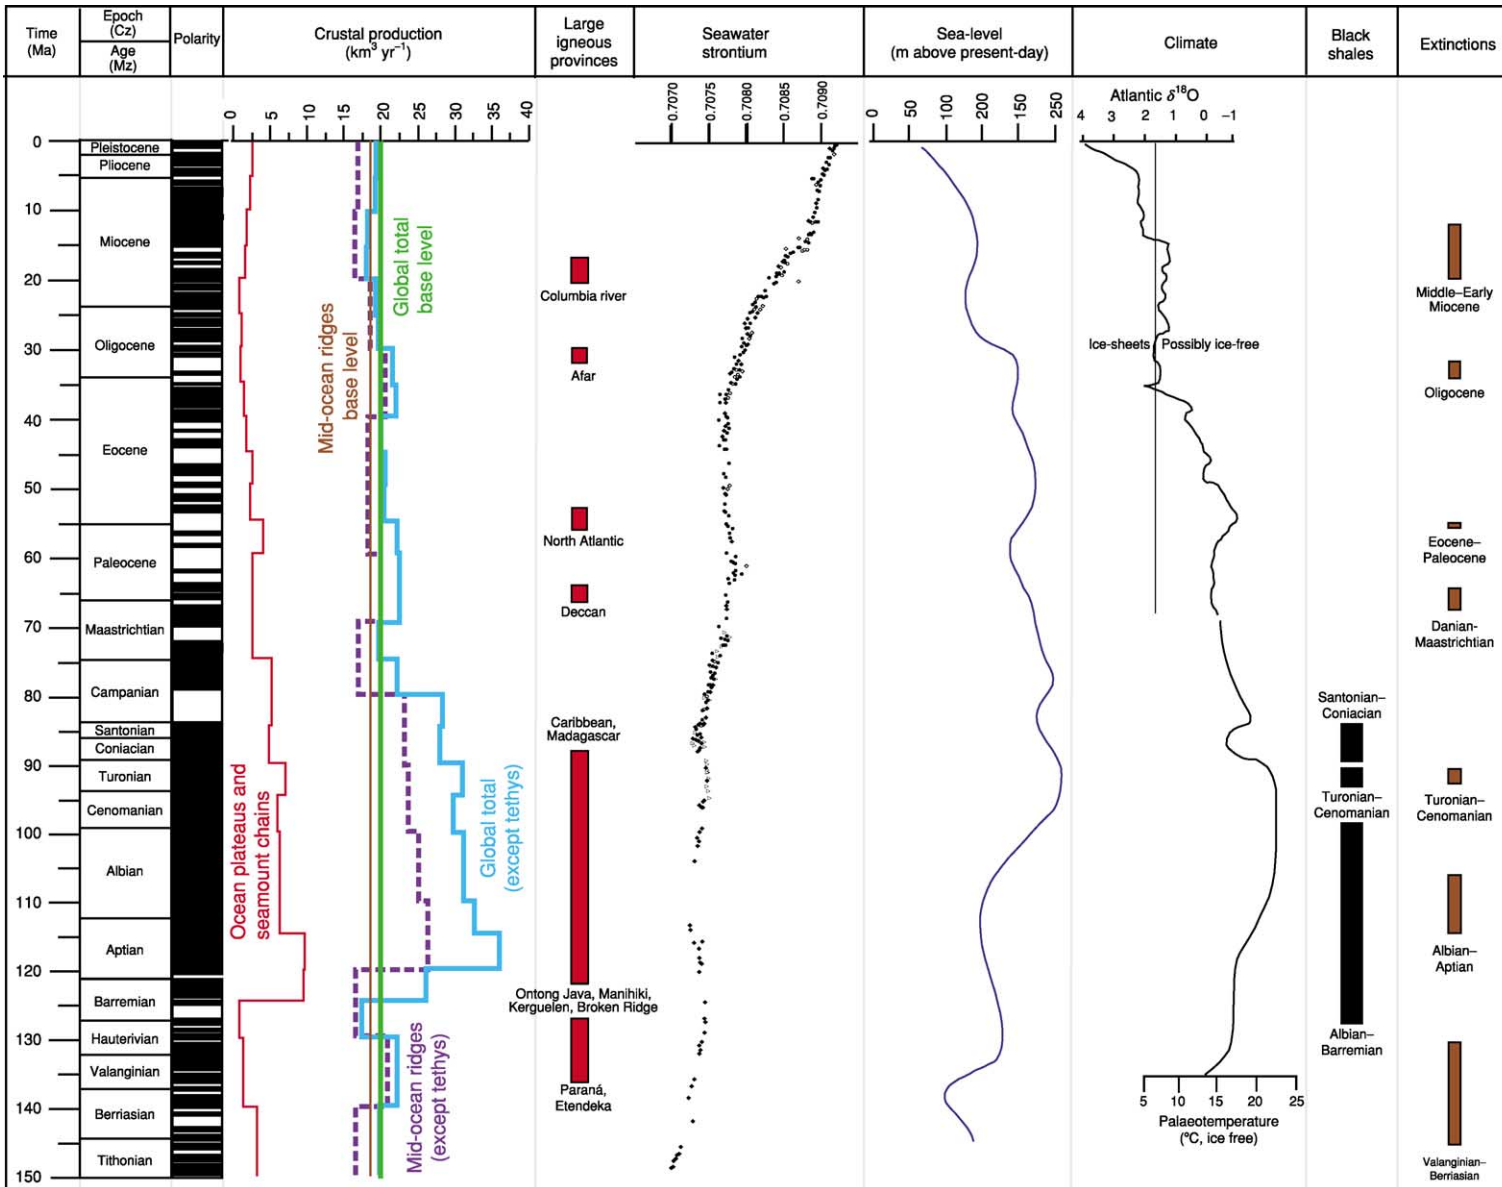 Time
(Ma)
Epoch
(Cz)
Age
(Mz)
Polarity
Crustal production
(km³ yr⁻¹)
Large
igneous
provinces
Seawater
strontium
Sea-level
(m above present-day)
Climate
Black
shales
Extinctions
0
5
10
15
20
25
30
35
40
0.7070
0.7075
0.7080
0.7085
0.7090
0
50
100
200
150
250
Atlantic δ¹⁸O
4
3
2
1
0
−1
0
10
20
30
40
50
60
70
80
90
100
110
120
130
140
150
Pleistocene
Pliocene
Miocene
Oligocene
Eocene
Paleocene
Maastrichtian
Campanian
Santonian
Coniacian
Turonian
Cenomanian
Albian
Aptian
Barremian
Hauterivian
Valanginian
Berriasian
Tithonian
Ocean plateaus and
seamount chains
Mid-ocean ridges
base level
Global total
base level
Global total
(except tethys)
Mid-ocean ridges
(except tethys)
Columbia river
Afar
North Atlantic
Deccan
Caribbean,
Madagascar
Ontong Java, Manihiki,
Kerguelen, Broken Ridge
Paraná,
Etendeka
Ice-sheets
Possibly ice-free
5
10
15
20
25
Palaeotemperature
(°C, ice free)
Santonian–
Coniacian
Turonian–
Cenomanian
Albian–
Barremian
Middle–Early
Miocene
Oligocene
Eocene–
Paleocene
Danian-
Maastrichtian
Turonian–
Cenomanian
Albian–
Aptian
Valanginian–
Berriasian